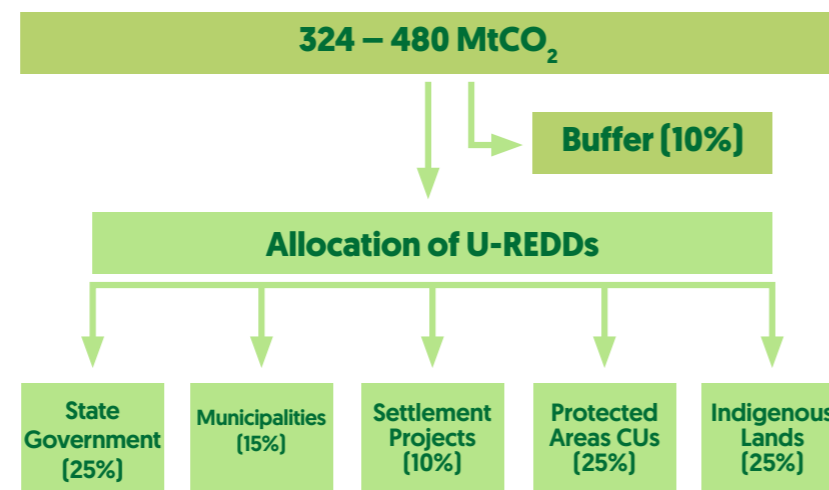 324 – 480 MtCO₂
Buffer (10%)
Allocation of U-REDDs
State
Government
(25%)
Municipalities
(15%)
Settlement
Projects
(10%)
Protected
Areas CUs
(25%)
Indigenous
Lands
(25%)